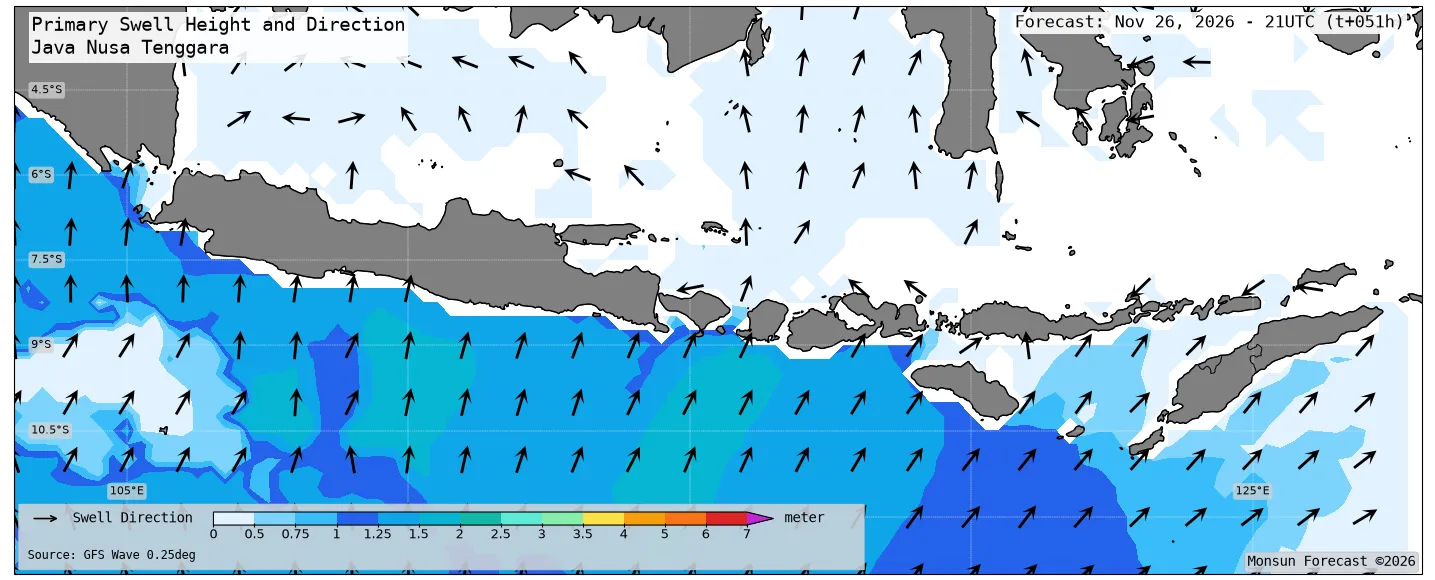 Primary Swell Height and Direction
Java Nusa Tenggara
Forecast: Nov 26, 2026 - 21UTC (t+051h)
4.5°S
6°S
7.5°S
9°S
10.5°S
105°E
125°E
Swell Direction
0 0.5 0.75 1 1.25 1.5 2 2.5 3 3.5 4 5 6 7
meter
Source: GFS Wave 0.25deg
Monsun Forecast ©2026